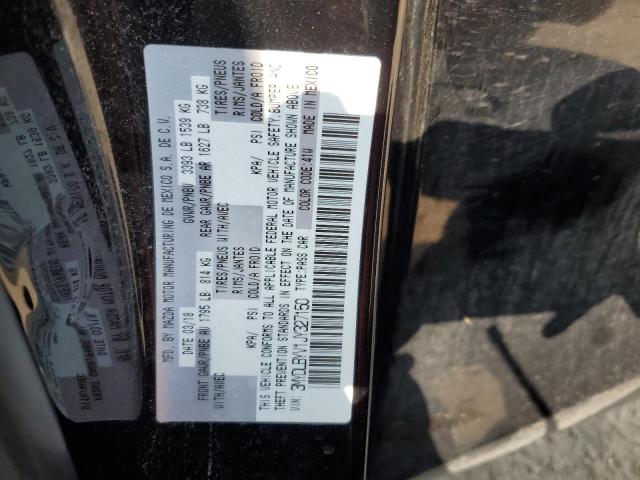 MFD. BY MAZDA MOTOR MANUFACTURING DE MEXICO S.A. DE C.V.
DATE 03/18 GVWR/PNBV 3393 LB 1539 KG
FRONT GAWR/PNBE AV 1795 LB 814 KG REAR GAWR/PNBE AR 1627 LB 738 KG
WITH/AVEC TIRES/PNEUS WITH/AVEC TIRES/PNEUS
RIMS/JANTES RIMS/JANTES
KPA/ PSI COLD/A FROID KPA/ PSI COLD/A FROID
THIS VEHICLE CONFORMS TO ALL APPLICABLE FEDERAL MOTOR VEHICLE SAFETY, BUMPER AND
THEFT PREVENTION STANDARDS IN EFFECT ON THE DATE OF MANUFACTURE SHOWN ABOVE
VIN: 3MYDLBYV1JY327150 TYPE:PASS CAR COLOR CODE:41W MADE IN MEXICO